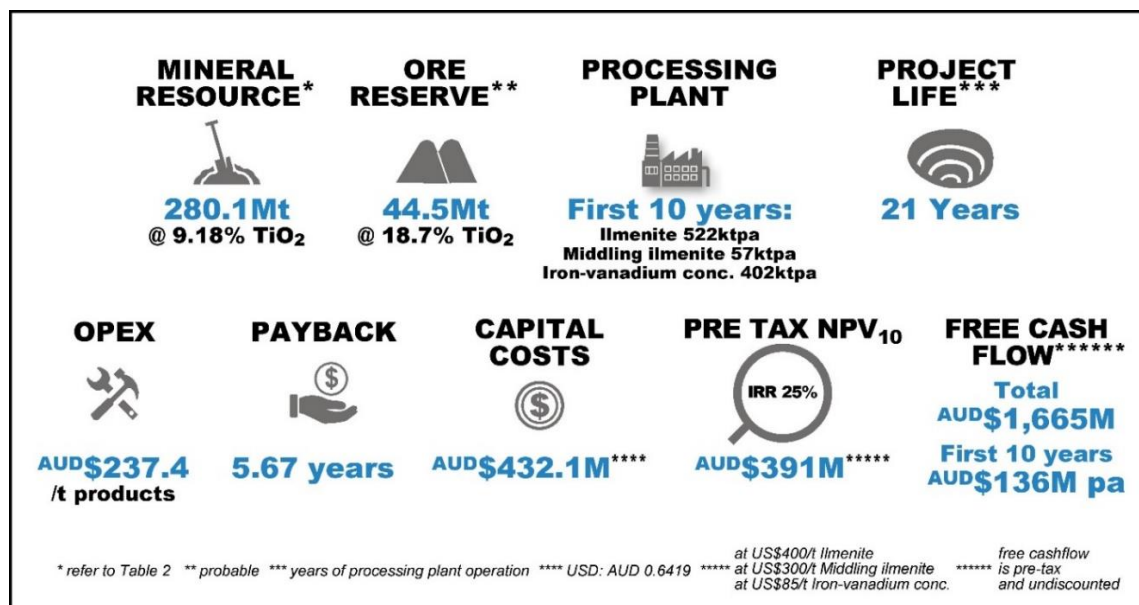 MINERAL
RESOURCE*
280.1Mt
@ 9.18% TiO₂
ORE
RESERVE**
44.5Mt
@ 18.7% TiO₂
PROCESSING
PLANT
First 10 years:
Ilmenite 522ktpa
Middling ilmenite 57ktpa
Iron-vanadium conc. 402ktpa
PROJECT
LIFE***
21 Years
OPEX
AUD$237.4
/t products
PAYBACK
$
5.67 years
CAPITAL
COSTS
$
AUD$432.1M****
PRE TAX NPV₁₀
IRR 25%
AUD$391M*****
FREE CASH
FLOW******
Total
AUD$1,665M
First 10 years
AUD$136M pa
* refer to Table 2 ** probable *** years of processing plant operation **** USD: AUD 0.6419
*****
at US$400/t Ilmenite
at US$300/t Middling ilmenite
at US$85/t Iron-vanadium conc.
******
free cashflow
is pre-tax
and undiscounted